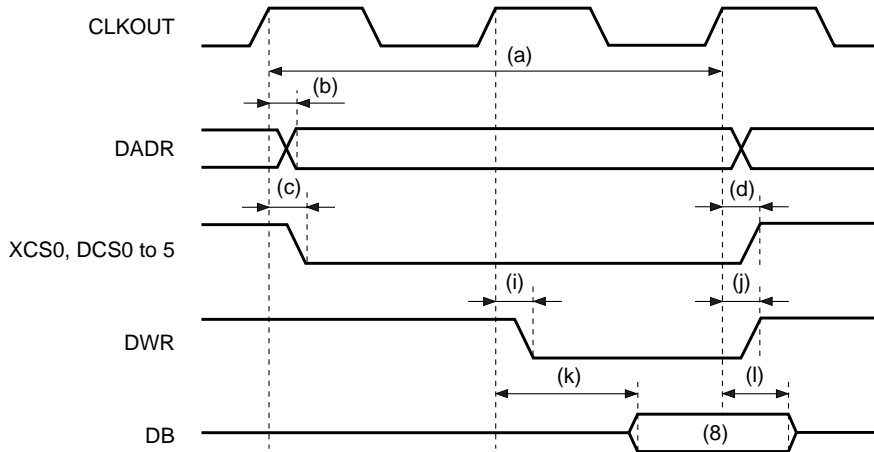 CLKOUT
(a)
(b)
DADR
(c)
(d)
XCS0, DCS0 to 5
(i)
(j)
DWR
(k)
(l)
DB
(8)